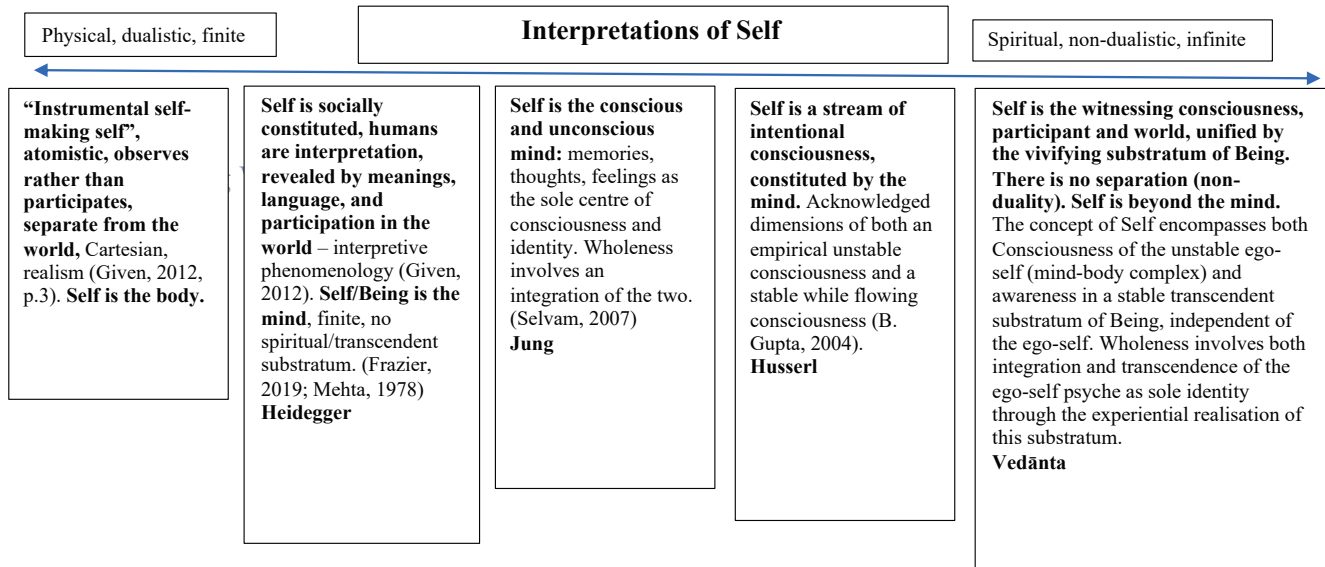 Physical, dualistic, finite
Interpretations of Self
Spiritual, non-dualistic, infinite
“Instrumental self-
making self”,
atomistic, observes
rather than
participates,
separate from the
world, Cartesian,
realism (Given, 2012,
p.3). Self is the body.
Self is socially
constituted, humans
are interpretation,
revealed by meanings,
language, and
participation in the
world – interpretive
phenomenology (Given,
2012). Self/Being is the
mind, finite, no
spiritual/transcendent
substratum. (Frazier,
2019; Mehta, 1978)
Heidegger
Self is the conscious
and unconscious
mind: memories,
thoughts, feelings as
the sole centre of
consciousness and
identity. Wholeness
involves an
integration of the two.
(Selvam, 2007)
Jung
Self is a stream of
intentional
consciousness,
constituted by the
mind. Acknowledged
dimensions of both an
empirical unstable
consciousness and a
stable while flowing
consciousness (B.
Gupta, 2004).
Husserl
Self is the witnessing consciousness,
participant and world, unified by
the vivifying substratum of Being.
There is no separation (non-
duality). Self is beyond the mind.
The concept of Self encompasses both
Consciousness of the unstable ego-
self (mind-body complex) and
awareness in a stable transcendent
substratum of Being, independent of
the ego-self. Wholeness involves both
integration and transcendence of the
ego-self psyche as sole identity
through the experiential realisation of
this substratum.
Vedānta